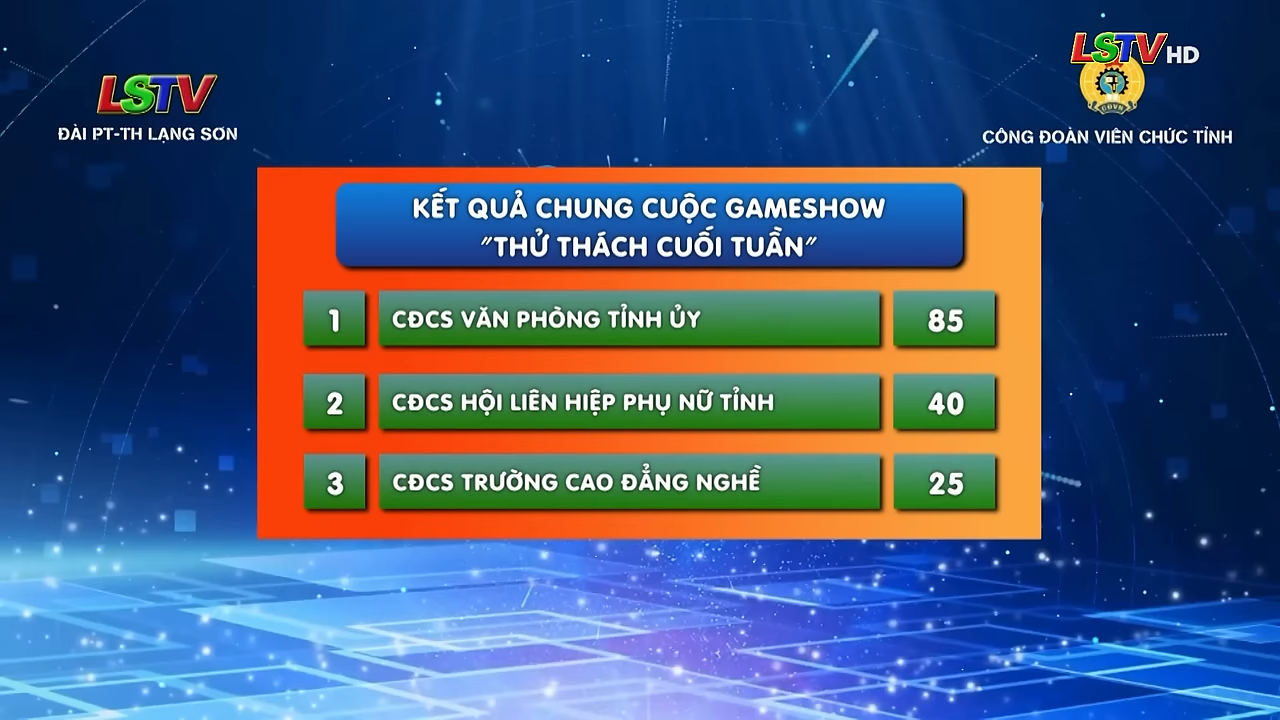 LSTV
ĐÀI PT-TH LẠNG SƠN
LSTV HD
CĐVN
CÔNG ĐOÀN VIÊN CHỨC TỈNH
KẾT QUẢ CHUNG CUỘC GAMESHOW
"THỬ THÁCH CUỐI TUẦN"
1 CĐCS VĂN PHÒNG TỈNH ỦY 85
2 CĐCS HỘI LIÊN HIỆP PHỤ NỮ TỈNH 40
3 CĐCS TRƯỜNG CAO ĐẲNG NGHỀ 25